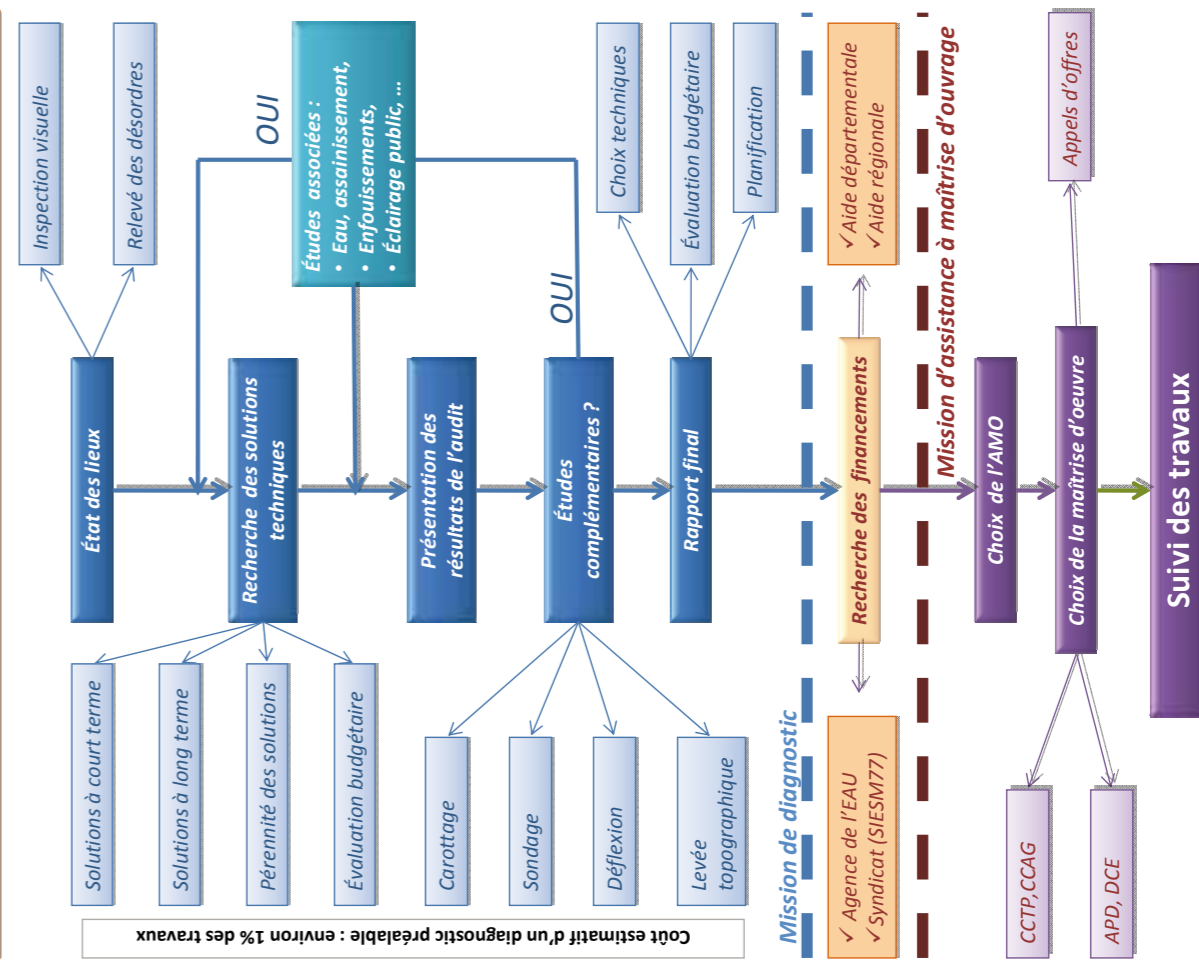 Coût estimatif d'un diagnostic préalable : environ 1% des travaux
État des lieux
Inspection visuelle
Relevé des désordres
Recherche des solutions
techniques
Solutions à court terme
Solutions à long terme
Pérennité des solutions
Évaluation budgétaire
OUI
Études associées :
• Eau, assainissement,
• Enfouissements,
• Éclairage public, ...
Présentation des
résultats de l'audit
OUI
Études
complémentaires ?
Carottage
Sondage
Déflexion
Levée
topographique
Rapport final
Choix techniques
Évaluation budgétaire
Planification
Mission de diagnostic
Recherche des financements
✓ Agence de l'EAU
✓ Syndicat (SIESM77)
✓ Aide départementale
✓ Aide régionale
Mission d'assistance à maîtrise d'ouvrage
Choix de l'AMO
Choix de la maîtrise d'oeuvre
CCTP,CCAG
APD, DCE
Appels d'offres
Suivi des travaux